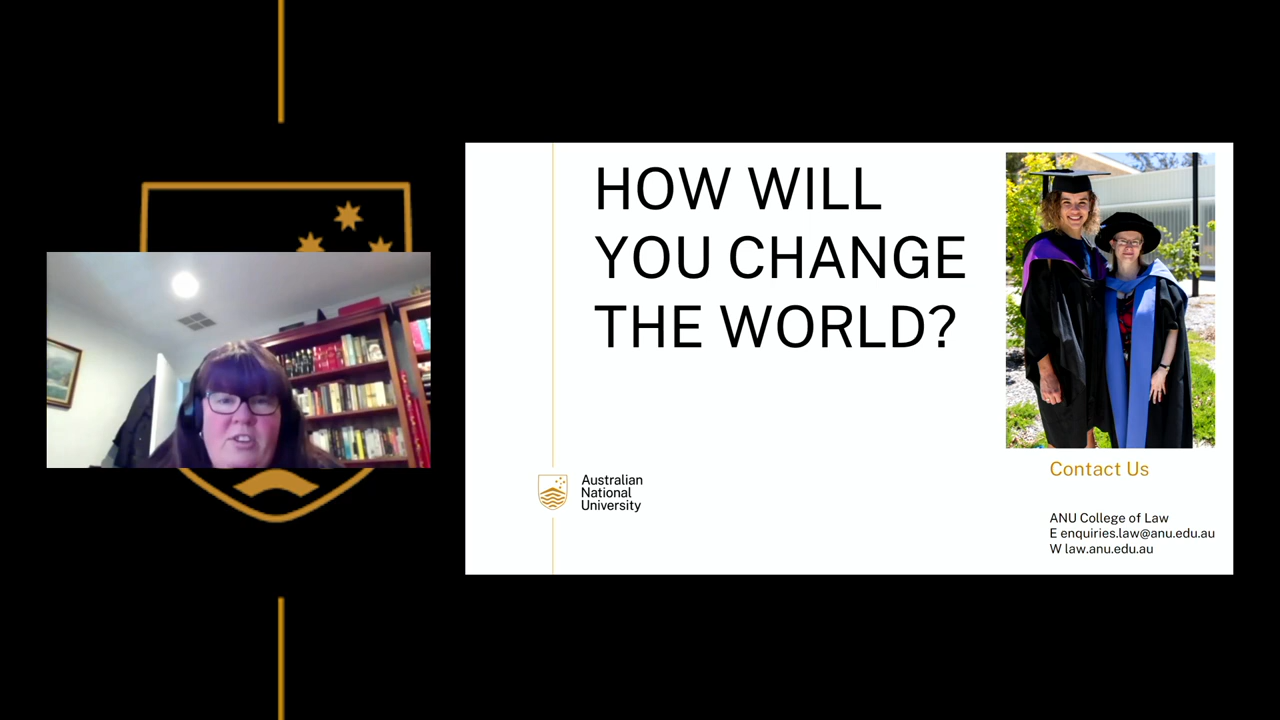 HOW WILL
YOU CHANGE
THE WORLD?
Australian
National
University
Contact Us
ANU College of Law
E enquiries.law@anu.edu.au
W law.anu.edu.au